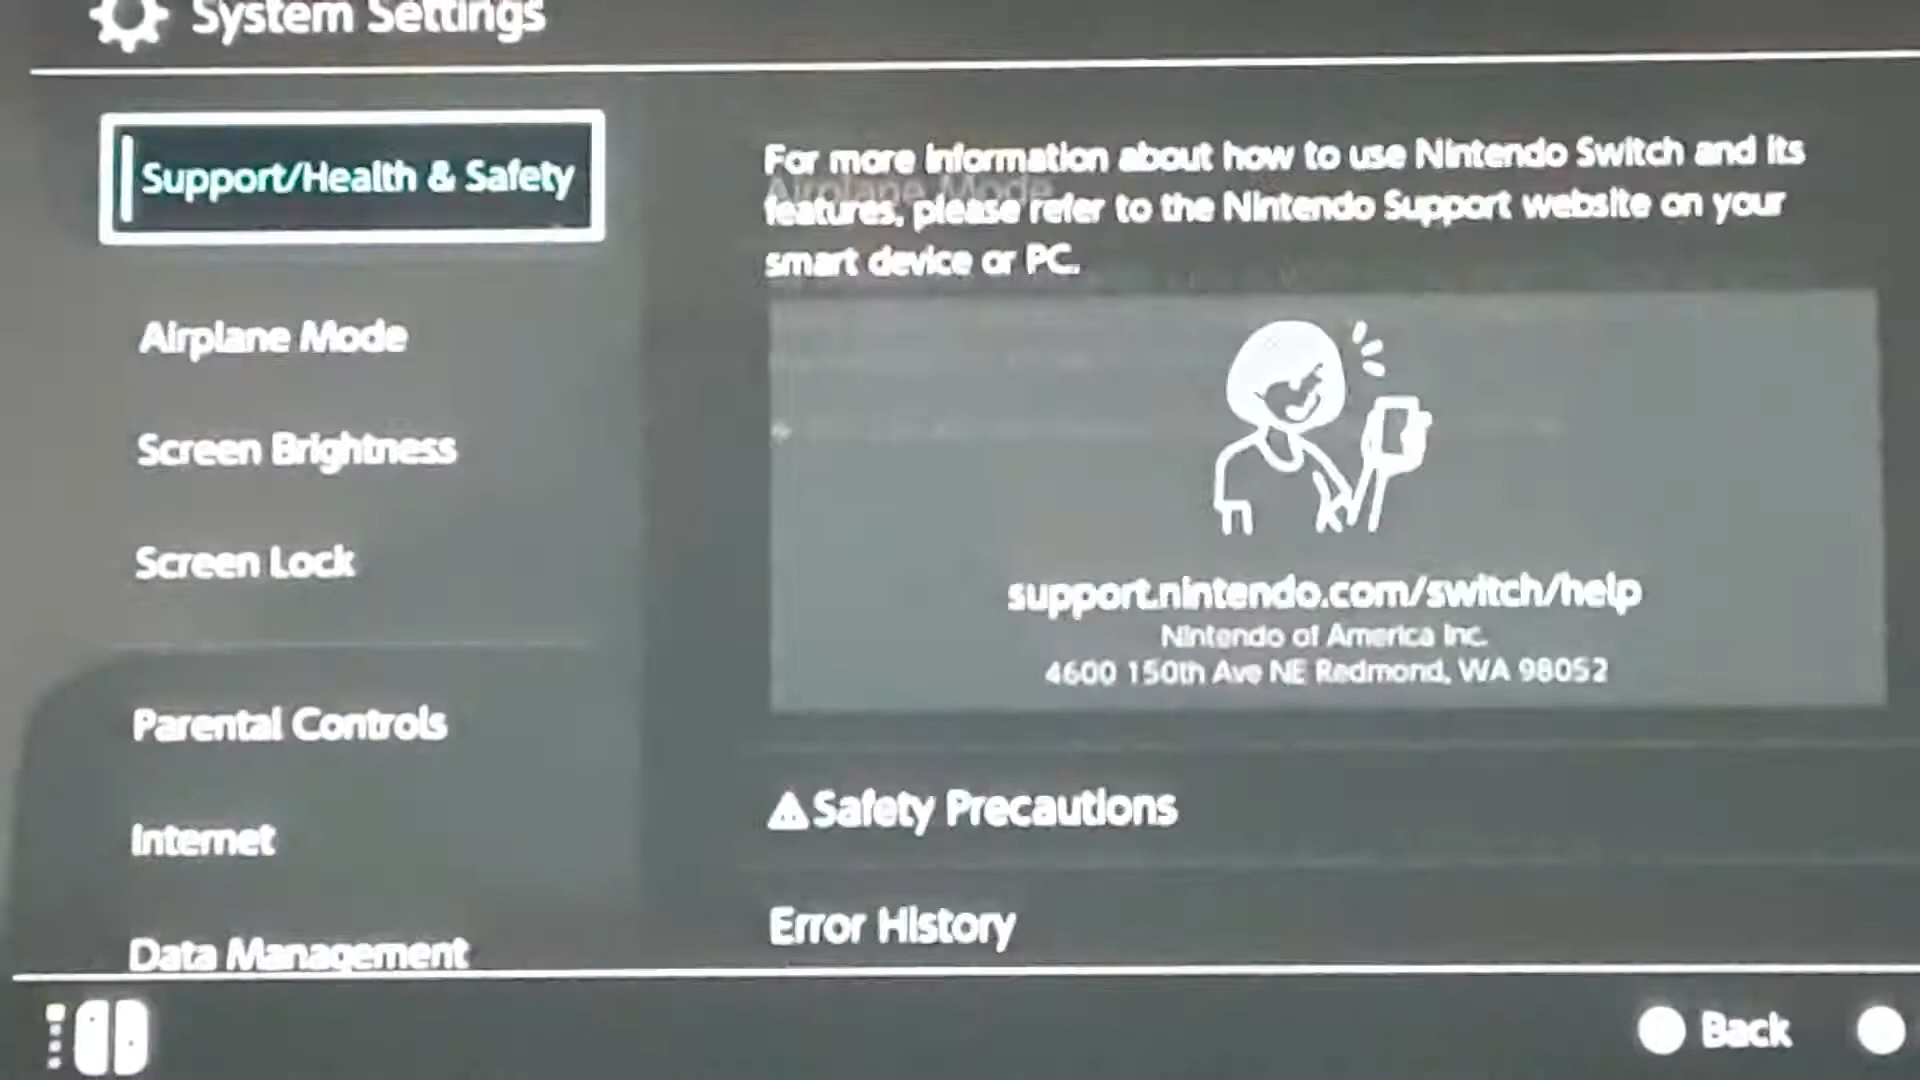 System Settings
Support/Health & Safety
Airplane Mode
Screen Brightness
Screen Lock
Parental Controls
Internet
Data Management
For more information about how to use Nintendo Switch and its
features, please refer to the Nintendo Support website on your
smart device or PC.
Airplane Mode
support.nintendo.com/switch/help
Nintendo of America Inc.
4600 150th Ave NE Redmond, WA 98052
Safety Precautions
Error History
Back